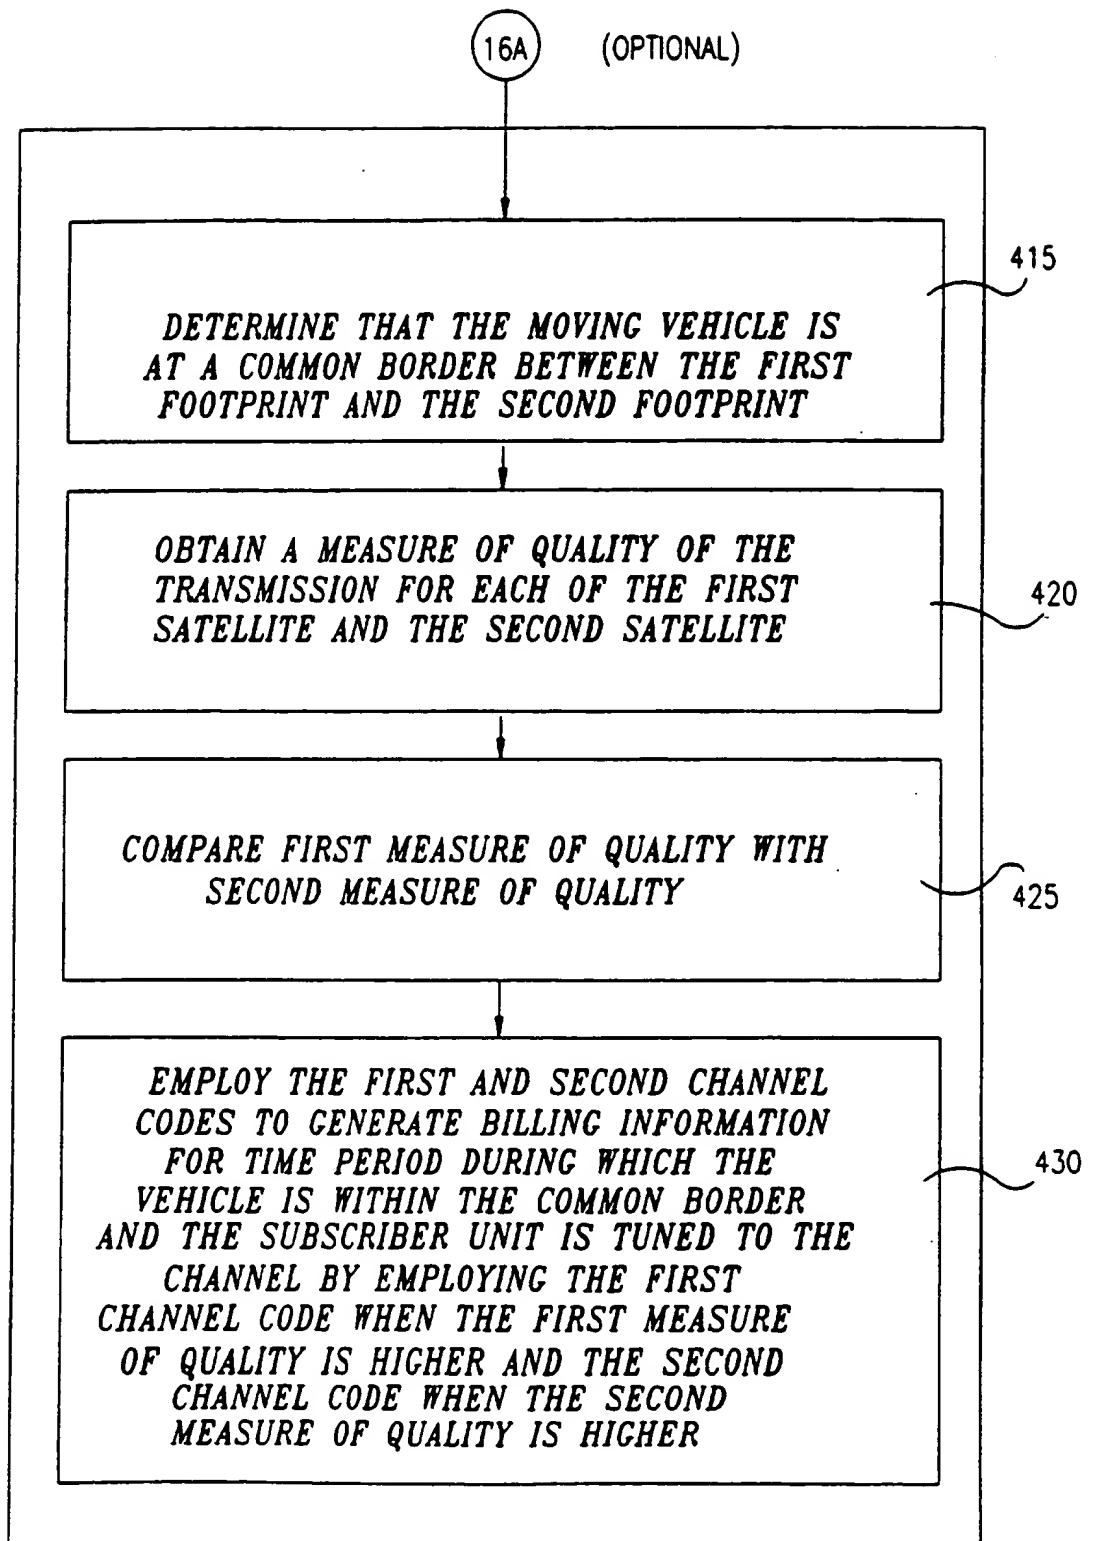 16A (OPTIONAL)
415
DETERMINE THAT THE MOVING VEHICLE IS
AT A COMMON BORDER BETWEEN THE FIRST
FOOTPRINT AND THE SECOND FOOTPRINT
420
OBTAIN A MEASURE OF QUALITY OF THE
TRANSMISSION FOR EACH OF THE FIRST
SATELLITE AND THE SECOND SATELLITE
425
COMPARE FIRST MEASURE OF QUALITY WITH
SECOND MEASURE OF QUALITY
430
EMPLOY THE FIRST AND SECOND CHANNEL
CODES TO GENERATE BILLING INFORMATION
FOR TIME PERIOD DURING WHICH THE
VEHICLE IS WITHIN THE COMMON BORDER
AND THE SUBSCRIBER UNIT IS TUNED TO THE
CHANNEL BY EMPLOYING THE FIRST
CHANNEL CODE WHEN THE FIRST MEASURE
OF QUALITY IS HIGHER AND THE SECOND
CHANNEL CODE WHEN THE SECOND
MEASURE OF QUALITY IS HIGHER